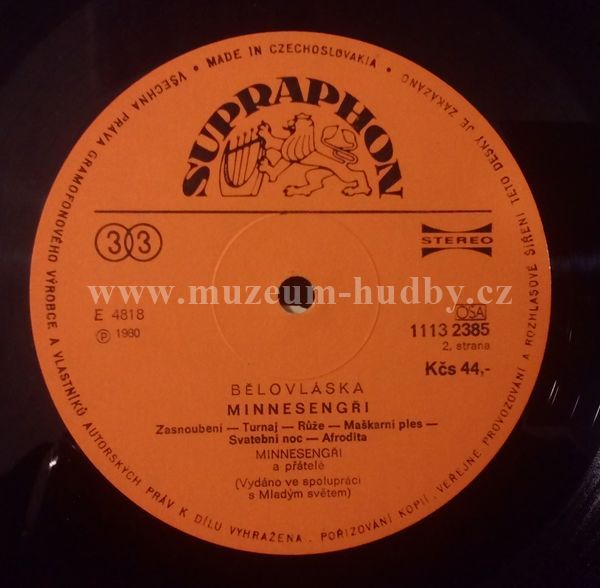 • MADE IN CZECHOSLOVAKIA •
VŠECHNA PRÁVA GRAMOFONOVÉHO VÝROBCE A VLASTNÍKŮ AUTORSKÝCH PRÁV K DÍLU VYHRAŽENA. POŘIZOVÁNÍ KOPIÍ, VEŘEJNÉ PROVOZOVÁNÍ A ROZHLASOVÉ ŠÍŘENÍ TÉTO DESKY JE ZAKÁZÁNO
SUPRAPHON
33
STEREO
www.muzeum-hudby.cz
E 4818
OSA
℗ 1980
1113 2385
2. strana
Kčs 44,-
BĚLOVLÁSKA
MINNESENGŘI
Zasnoubení — Turnaj — Růže — Maškarní ples —
Svatební noc — Afrodita
MINNESENGŘI
a přátelé
(Vydáno ve spolupráci
s Mladým světem)